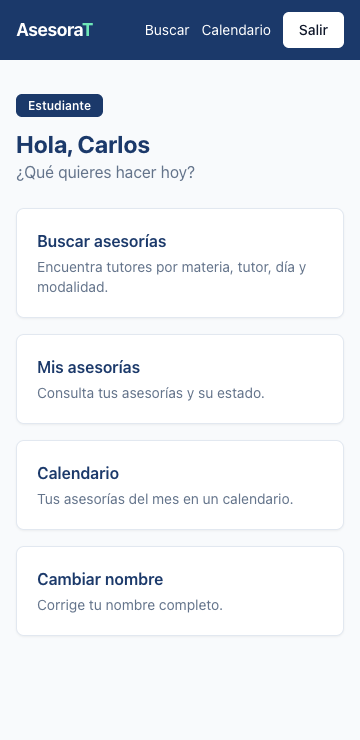 AsesoraT Buscar Calendario Salir
Estudiante
Hola, Carlos
¿Qué quieres hacer hoy?
Buscar asesorías
Encuentra tutores por materia, tutor, día y
modalidad.
Mis asesorías
Consulta tus asesorías y su estado.
Calendario
Tus asesorías del mes en un calendario.
Cambiar nombre
Corrige tu nombre completo.